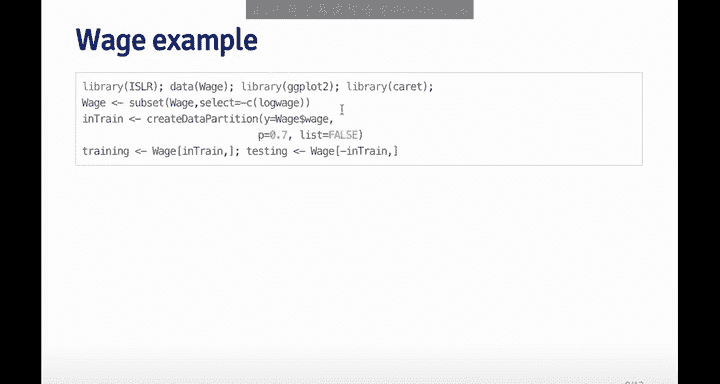 Wage example
library(ISLR); data(Wage); library(ggplot2); library(caret);
Wage <- subset(Wage,select=-c(logwage))
inTrain <- createDataPartition(y=Wage$wage,
p=0.7, list=FALSE)
training <- Wage[inTrain,]; testing <- Wage[-inTrain,]